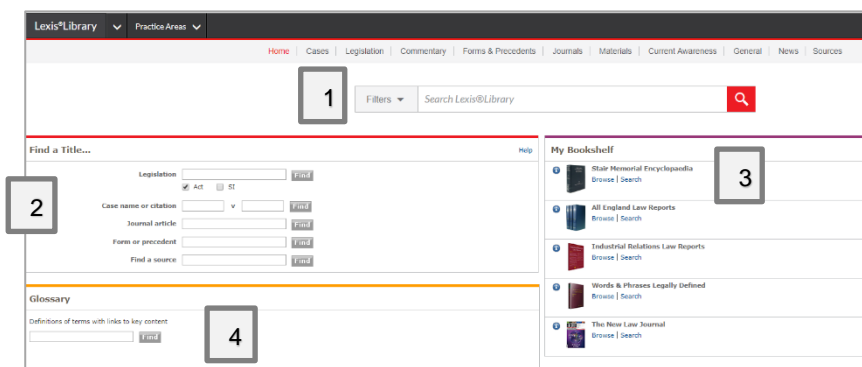 Lexis®Library Practice Areas
Home Cases Legislation Commentary Forms & Precedents Journals Materials Current Awareness General News Sources
1
Filters Search Lexis®Library
Find a Title... Help
Legislation Find
Act SI
Case name or citation v Find
Journal article Find
Form or precedent Find
Find a source Find
2
Glossary
Definitions of terms with links to key content
Find
4
My Bookshelf
Stair Memorial Encyclopaedia
Browse | Search
3
All England Law Reports
Browse | Search
Industrial Relations Law Reports
Browse | Search
Words & Phrases Legally Defined
Browse | Search
The New Law Journal
Browse | Search